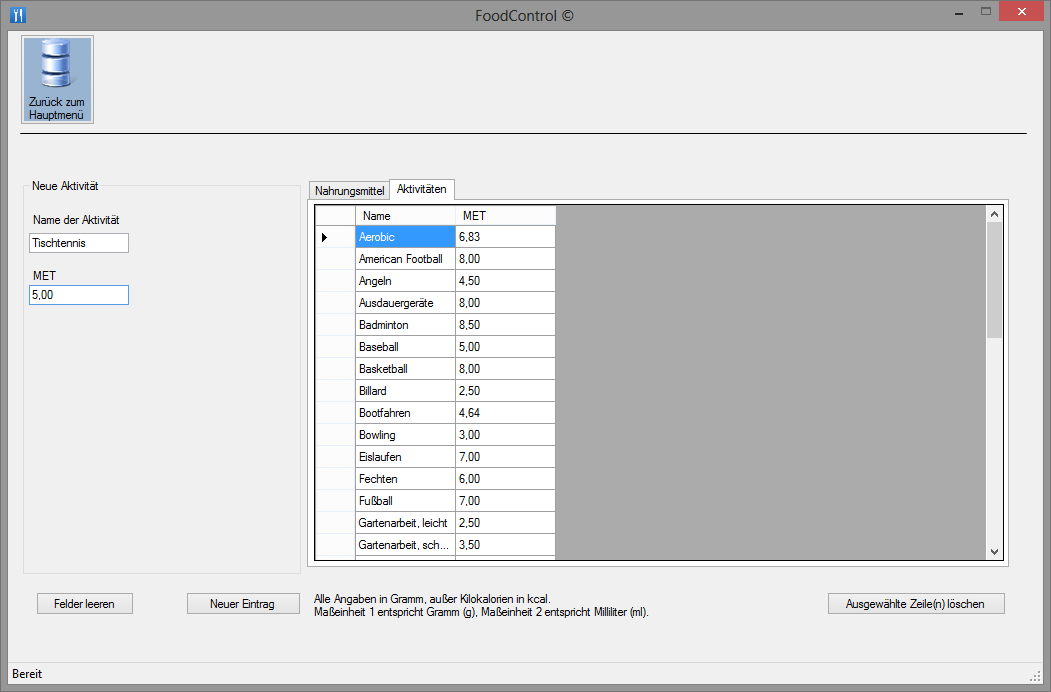 FoodControl ©
Zurück zum
Hauptmenü
Neue Aktivität
Name der Aktivität
Tischtennis
MET
5,00
Nahrungsmittel Aktivitäten
Name MET
Aerobic 6,83
American Football 8,00
Angeln 4,50
Ausdauergeräte 8,00
Badminton 8,50
Baseball 5,00
Basketball 8,00
Billard 2,50
Bootfahren 4,64
Bowling 3,00
Eislaufen 7,00
Fechten 6,00
Fußball 7,00
Gartenarbeit, leicht 2,50
Gartenarbeit, sch... 3,50
Felder leeren
Neuer Eintrag
Alle Angaben in Gramm, außer Kilokalorien in kcal.
Maßeinheit 1 entspricht Gramm (g), Maßeinheit 2 entspricht Milliliter (ml).
Ausgewählte Zeile(n) löschen
Bereit